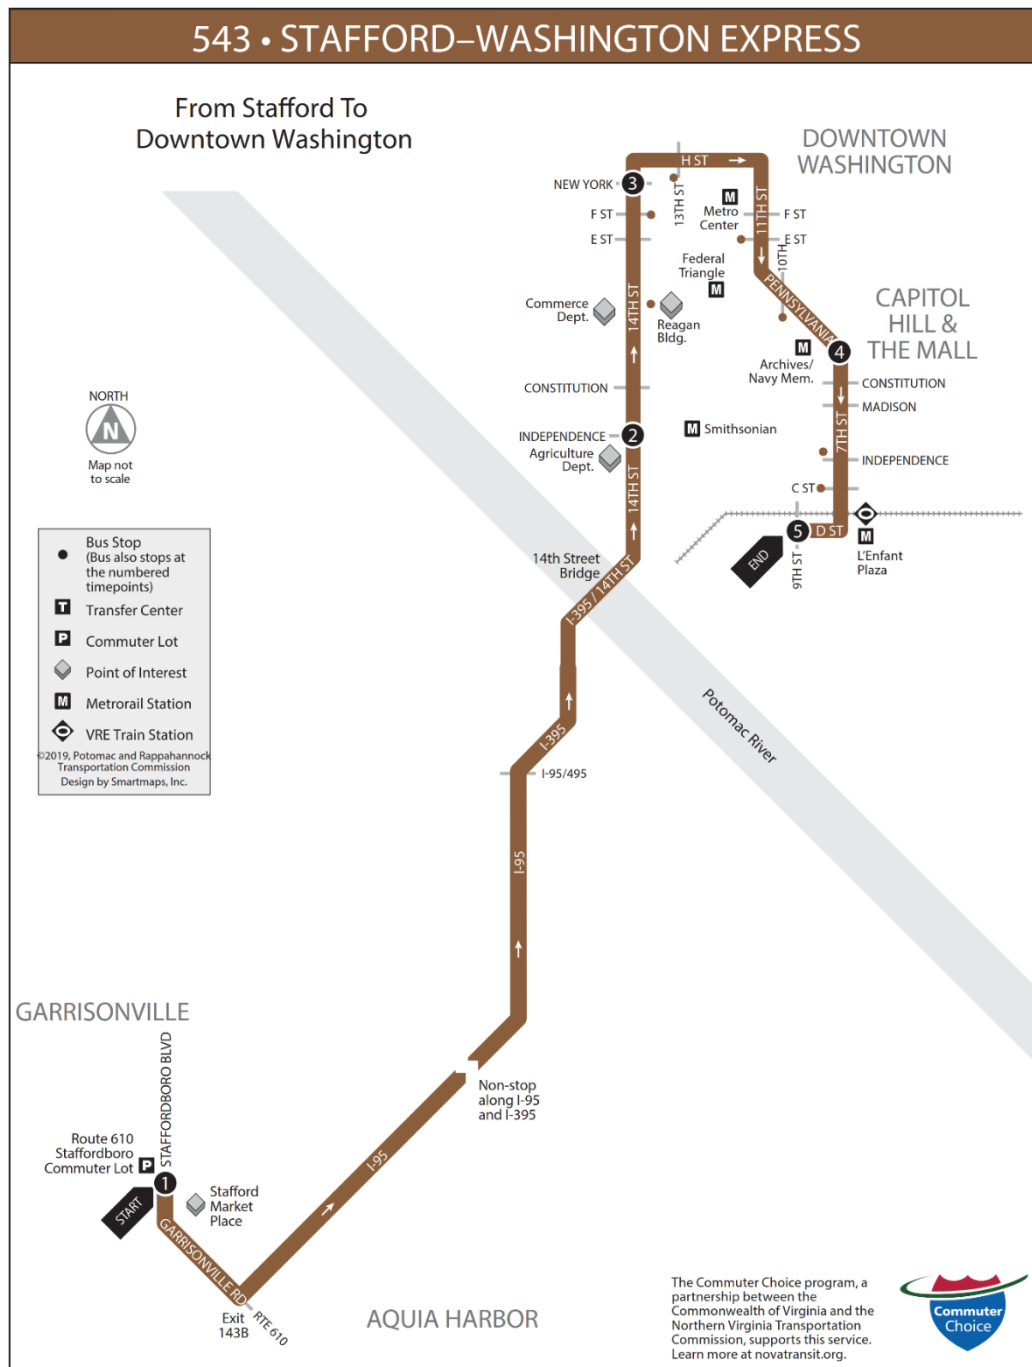 543 • STAFFORD–WASHINGTON EXPRESS
From Stafford To
Downtown Washington
DOWNTOWN
WASHINGTON
H ST
NEW YORK
3
13TH ST
M
Metro
Center
11TH ST
F ST
F ST
E ST
E ST
10TH
Federal
Triangle
M
PENNSYLVANIA
CAPITOL
HILL &
THE MALL
Commerce
Dept.
14TH ST
Reagan
Bldg.
M
4
Archives/
Navy Mem.
CONSTITUTION
CONSTITUTION
MADISON
NORTH
N
Map not
to scale
INDEPENDENCE
2
Agriculture
Dept.
M
Smithsonian
7TH ST
INDEPENDENCE
14TH ST
C ST
5
D ST
M
L'Enfant
Plaza
END
9TH ST
14th Street
Bridge
I-395 / 14TH ST
Bus Stop
(Bus also stops at
the numbered
timepoints)
T
Transfer Center
P
Commuter Lot
Point of Interest
M
Metrorail Station
VRE Train Station
©2019, Potomac and Rappahannock
Transportation Commission
Design by Smartmaps, Inc.
Potomac River
I-395
I-95/495
I-95
GARRISONVILLE
STAFFORDBORO BLVD
Non-stop
along I-95
and I-395
Route 610
Staffordboro
Commuter Lot
P
1
START
Stafford
Market
Place
I-95
GARRISONVILLE RD
Exit
143B
RTE 610
AQUIA HARBOR
The Commuter Choice program, a
partnership between the
Commonwealth of Virginia and the
Northern Virginia Transportation
Commission, supports this service.
Learn more at novatransit.org.
Commuter
Choice